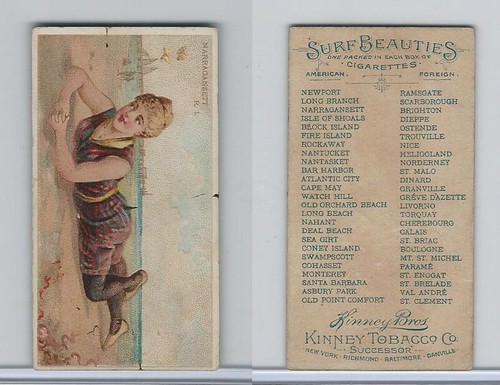 NARRAGANSETT
R. I.
SURF BEAUTIES
ONE PACKED IN EACH BOX OF
CIGARETTES
AMERICAN. FOREIGN.
NEWPORT RAMSGATE
LONG BRANCH SCARBOROUGH
NARRAGANSETT BRIGHTON
ISLE OF SHOALS DIEPPE
BLOCK ISLAND OSTENDE
FIRE ISLAND TROUVILLE
ROCKAWAY NICE
NANTUCKET HELIGOLAND
NANTASKET NORDERNEY
BAR HARBOR ST. MALO
ATLANTIC CITY DINARD
CAPE MAY GRANVILLE
WATCH HILL GRÉVE D'AZETTE
OLD ORCHARD BEACH LIVORNO
LONG BEACH TORQUAY
NAHANT CHEREBOURG
DEAL BEACH CALAIS
SEA GIRT ST. BRIAC
CONEY ISLAND BOULOGNE
SWAMPSCOTT MT. ST. MICHEL
COHASSET PARAMÉ
MONTEREY ST. ENOGAT
SANTA BARBARA ST. BRELADE
ASBURY PARK VAL ANDRÉ
OLD POINT COMFORT ST. CLEMENT
Kinney Bros
KINNEY TOBACCO CO.
SUCCESSOR
NEW YORK - RICHMOND - BALTIMORE - DANVILLE.